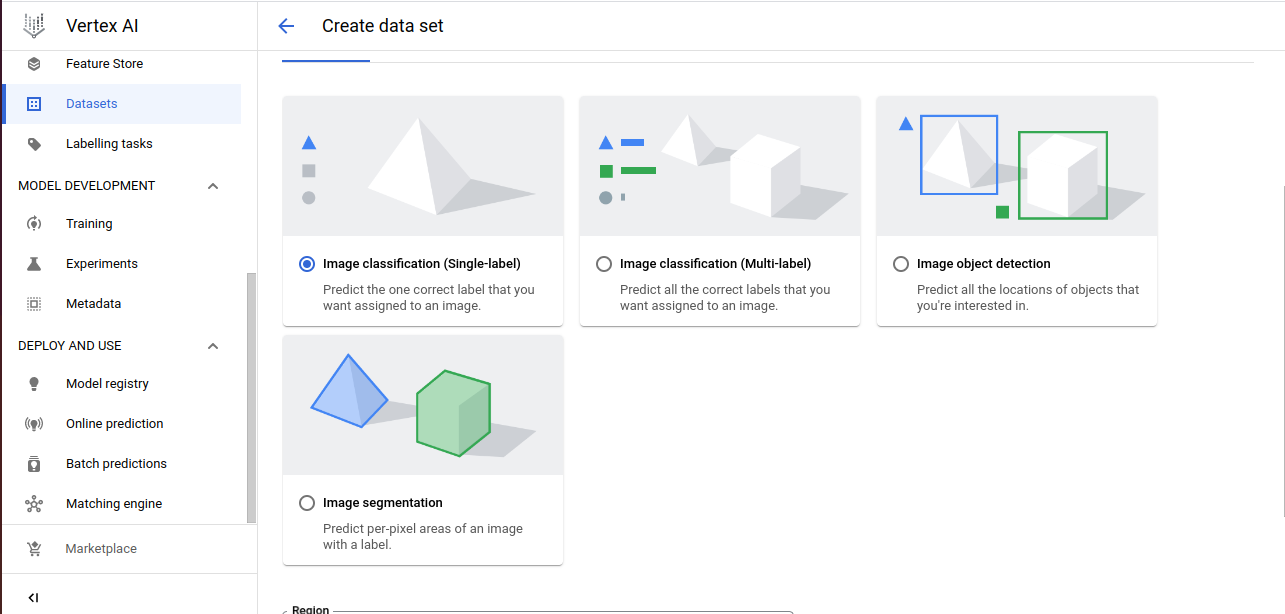 Vertex AI
Create data set
Feature Store
Datasets
Labelling tasks
MODEL DEVELOPMENT
Training
Experiments
Metadata
DEPLOY AND USE
Model registry
Online prediction
Batch predictions
Matching engine
Marketplace
Image classification (Single-label)
Predict the one correct label that you
want assigned to an image.
Image classification (Multi-label)
Predict all the correct labels that you
want assigned to an image.
Image object detection
Predict all the locations of objects that
you're interested in.
Image segmentation
Predict per-pixel areas of an image
with a label.
Region